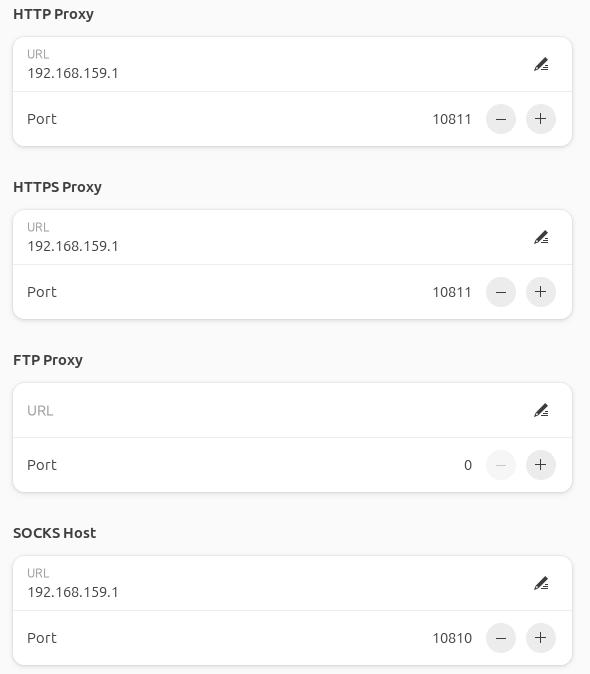 HTTP Proxy
URL
192.168.159.1
Port 10811
HTTPS Proxy
URL
192.168.159.1
Port 10811
FTP Proxy
URL
Port 0
SOCKS Host
URL
192.168.159.1
Port 10810